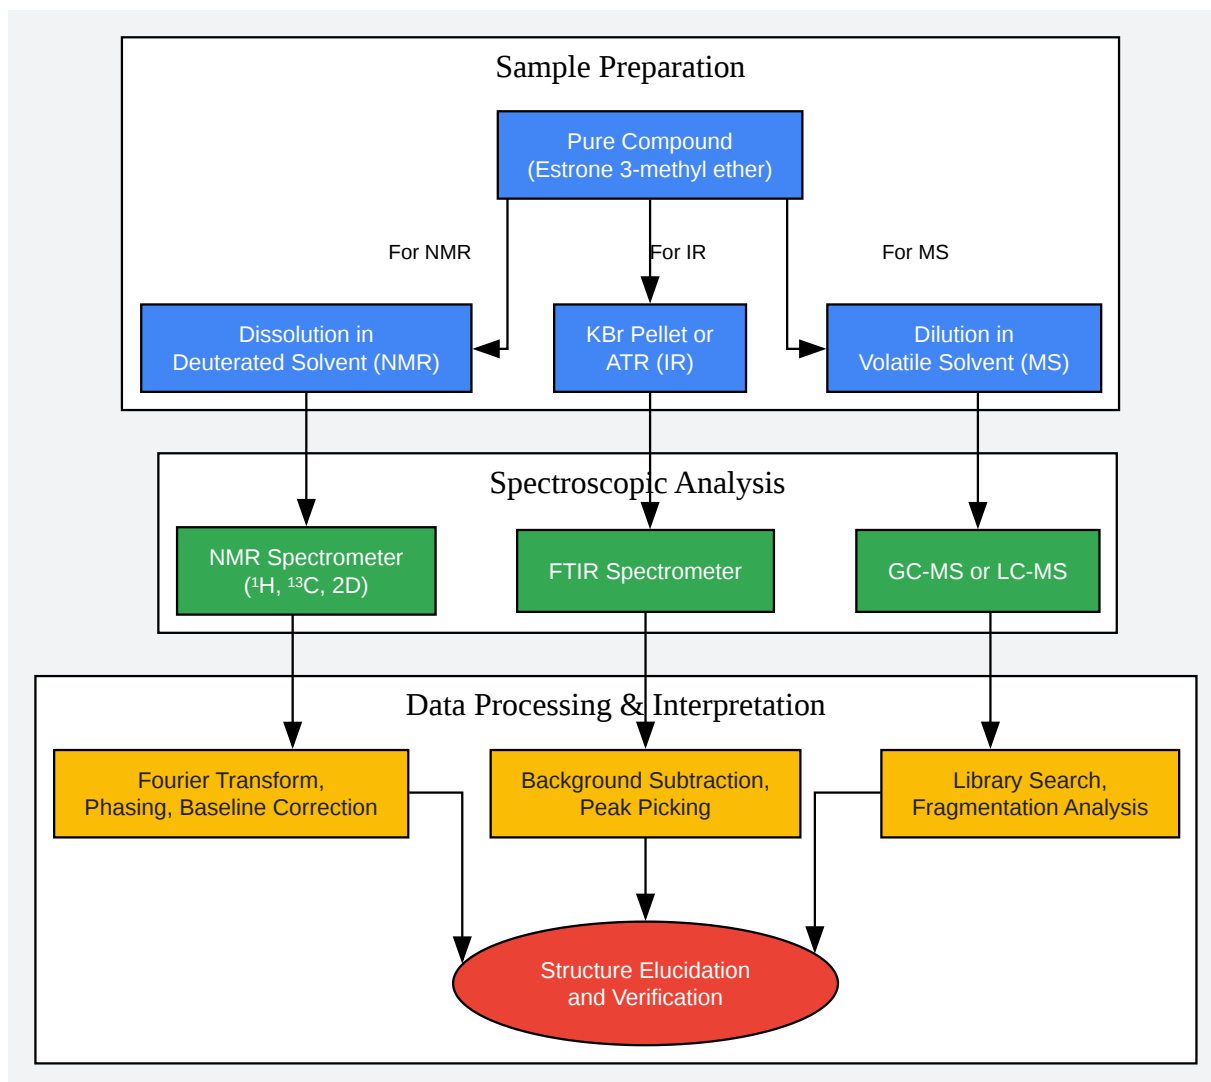 Sample Preparation
Pure Compound
(Estrone 3-methyl ether)
For NMR
For IR
For MS
Dissolution in
Deuterated Solvent (NMR)
KBr Pellet or
ATR (IR)
Dilution in
Volatile Solvent (MS)
Spectroscopic Analysis
NMR Spectrometer
(¹H, ¹³C, 2D)
FTIR Spectrometer
GC-MS or LC-MS
Data Processing & Interpretation
Fourier Transform,
Phasing, Baseline Correction
Background Subtraction,
Peak Picking
Library Search,
Fragmentation Analysis
Structure Elucidation
and Verification